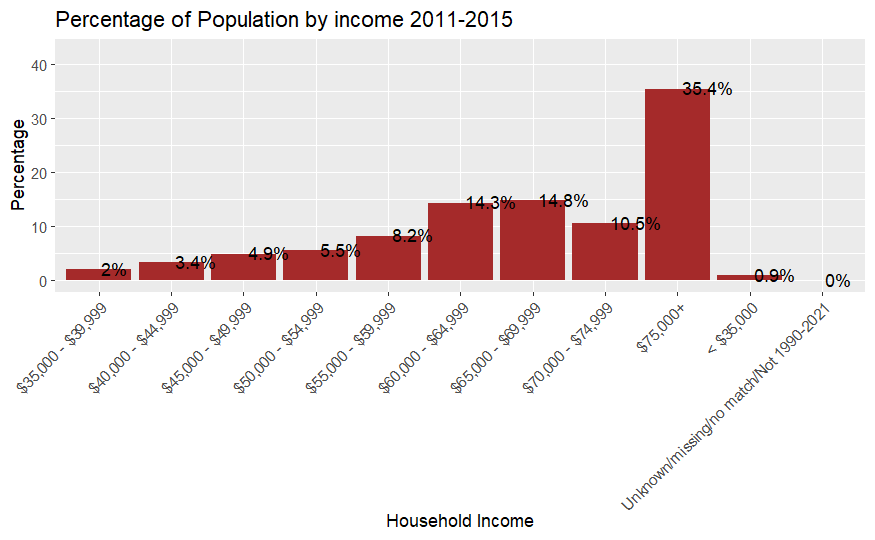 Percentage of Population by income 2011-2015
Percentage
40
30
20
10
0
2%
3.4%
4.9%
5.5%
8.2%
14.3%
14.8%
10.5%
35.4%
0.9%
0%
$35,000 - $39,999
$40,000 - $44,999
$45,000 - $49,999
$50,000 - $54,999
$55,000 - $59,999
$60,000 - $64,999
$65,000 - $69,999
$70,000 - $74,999
$75,000+
< $35,000
Unknown/missing/no match/Not 1990-2021
Household Income